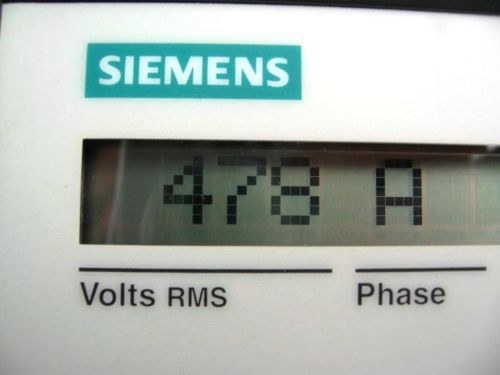 SIEMENS
478 A
Volts RMS Phase